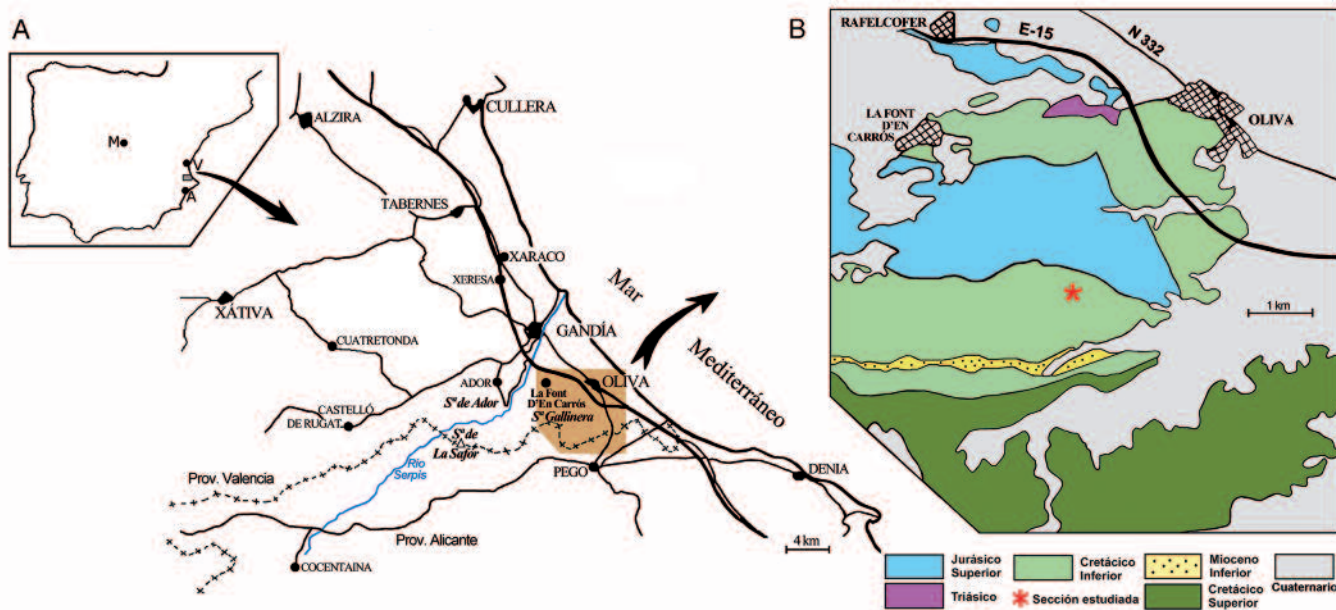 A
M
V
A
ALZIRA
CULLERA
TABERNES
XARACO
XERESA
XÁTIVA
CUATRETONDA
GANDÍA
Mar
Mediterráneo
ADOR
OLIVA
La Font
D'En Carrós
Sª Gallinera
Sª de Ador
CASTELLÓ
DE RUGAT
Sª de
La Safor
Río
Serpis
Prov. Valencia
PEGO
DENIA
Prov. Alicante
COCENTAINA
4 km
B
RAFELCOFER
E-15
N 332
LA FONT
D'EN
CARRÓS
OLIVA
1 km
Jurásico
Superior
Cretácico
Inferior
Mioceno
Inferior
Cuaternario
Triásico
Sección estudiada
Cretácico
Superior